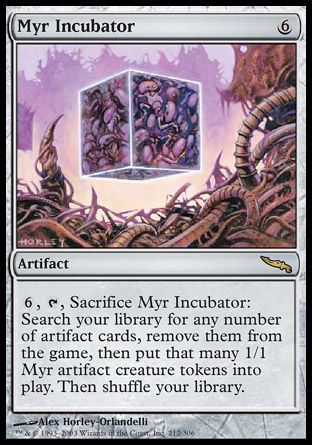 Myr Incubator 6
HORLEY
Artifact
6, , Sacrifice Myr Incubator:
Search your library for any number
of artifact cards, remove them from
the game, then put that many 1/1
Myr artifact creature tokens into
play. Then shuffle your library.
Alex Horley-Orlandelli
™ & © 1993-2003 Wizards of the Coast, Inc. 212/306